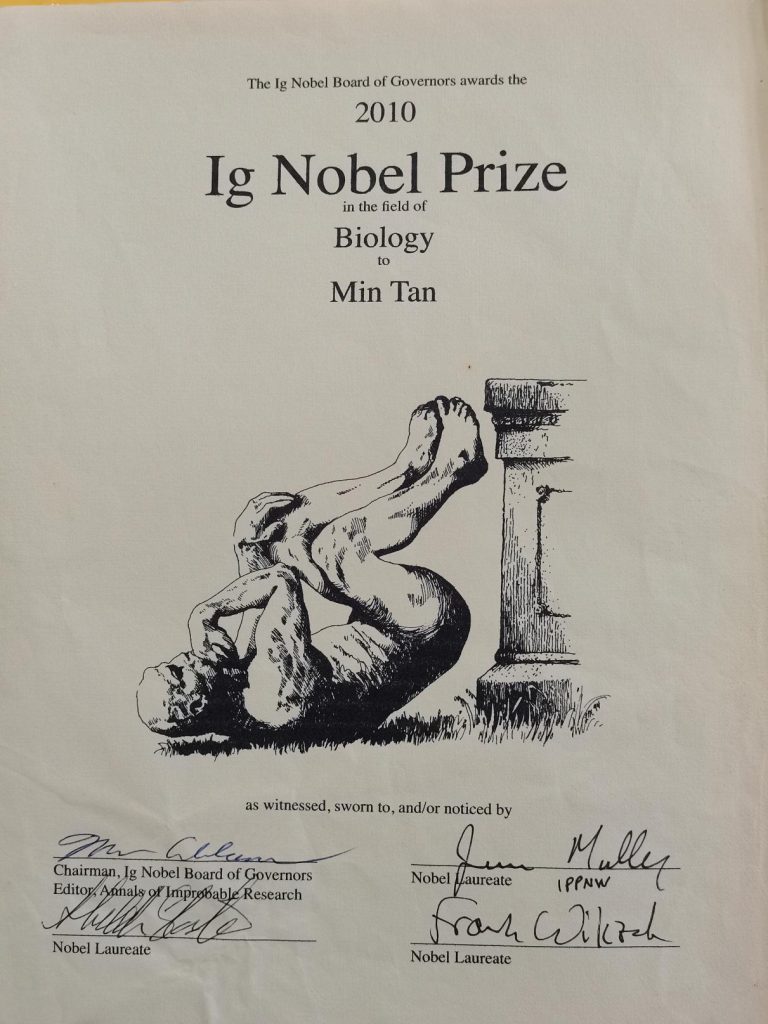 The Ig Nobel Board of Governors awards the
2010
Ig Nobel Prize
in the field of
Biology
to
Min Tan
as witnessed, sworn to, and/or noticed by
Chairman, Ig Nobel Board of Governors
Editor, Annals of Improbable Research
Nobel Laureate
Nobel Laureate IPPNW
Frank Wilczek
Nobel Laureate